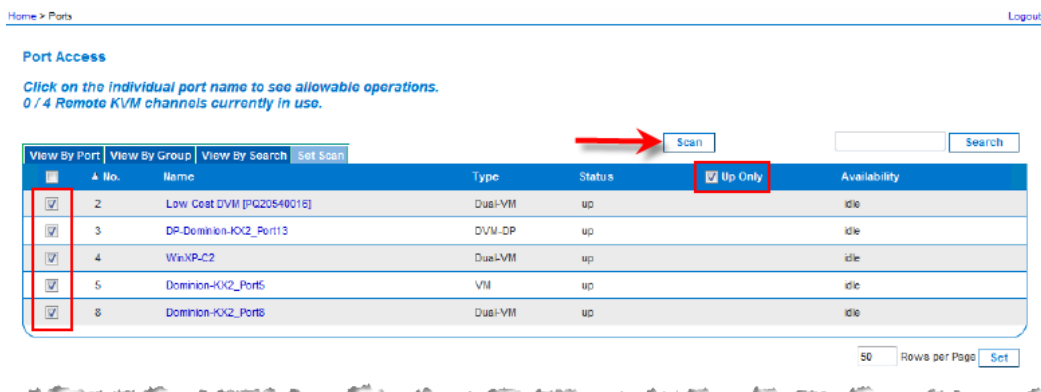 Home > Ports
Logout
Port Access
Click on the individual port name to see allowable operations.
0 / 4 Remote KVM channels currently in use.
Scan
Search
View By Port View By Group View By Search Set Scan
▲ No. Name Type Status Up Only Availability
2 Low Cost DVM [PQ20540016] Dual-VM up idle
3 DP-Dominion-KX2_Port13 DVM-DP up idle
4 WinXP-C2 Dual-VM up idle
5 Dominion-KX2_Port5 VM up idle
8 Dominion-KX2_Port8 Dual-VM up idle
50 Rows per Page Set